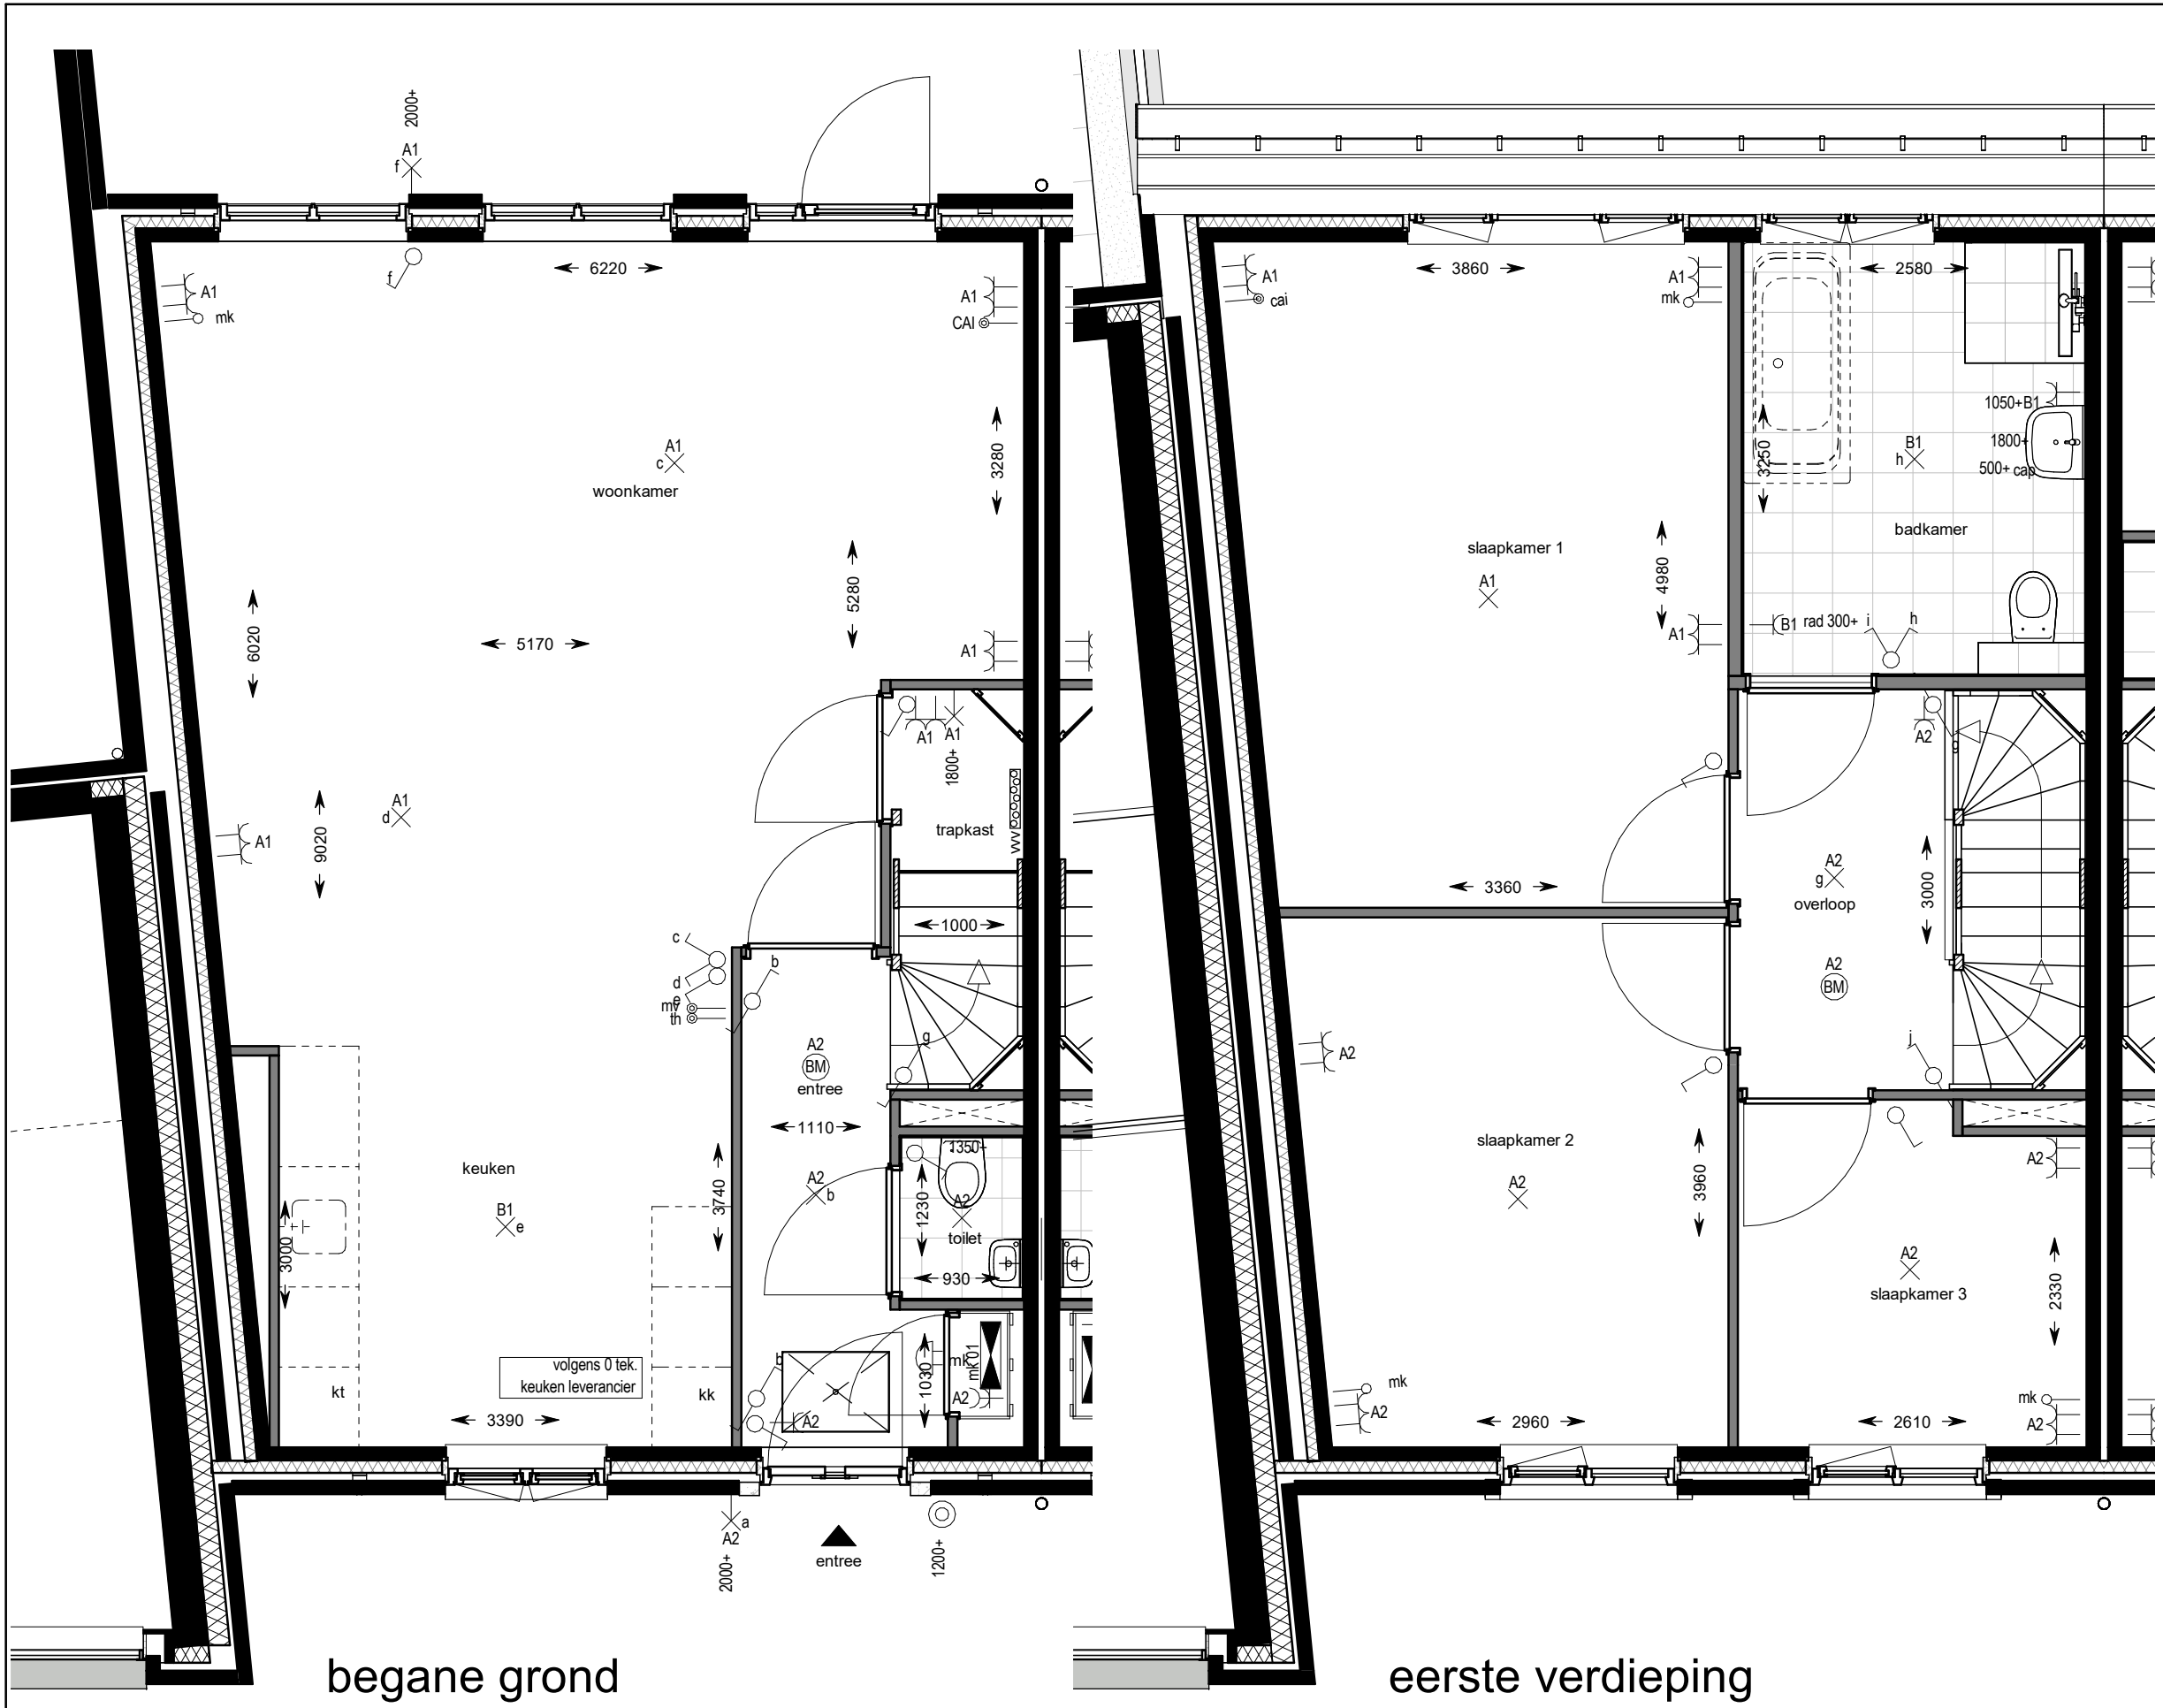 2000+
A1
f
f
6220
A1
mk
A1
CAI
A1
c
woonkamer
3280
5280
6020
5170
A1
A1
A1
1800+
A1
d
trapkast
vv
A1
9020
1000
c
d
e
mv
th
b
g
A2
BM
entree
1110
1350+
keuken
3740
A2
b
1230
A2
toilet
B1
e
3000
930
volgens 0 tek.
keuken leverancier
kt
kk
b
1030
mk
mk 01
A2
A2
3390
a
A2
2000+
entree
1200+
begane grond
3860
A1
cai
A1
mk
2580
1050+B1
1800+
500+ cap
B1
h
3250
badkamer
slaapkamer 1
A1
4980
A1
B1
rad 300+
i
h
A2
A2
g
overloop
3000
3360
A2
BM
j
A2
slaapkamer 2
A2
3960
A2
A2
slaapkamer 3
2330
mk
A2
mk
A2
2960
2610
eerste verdieping